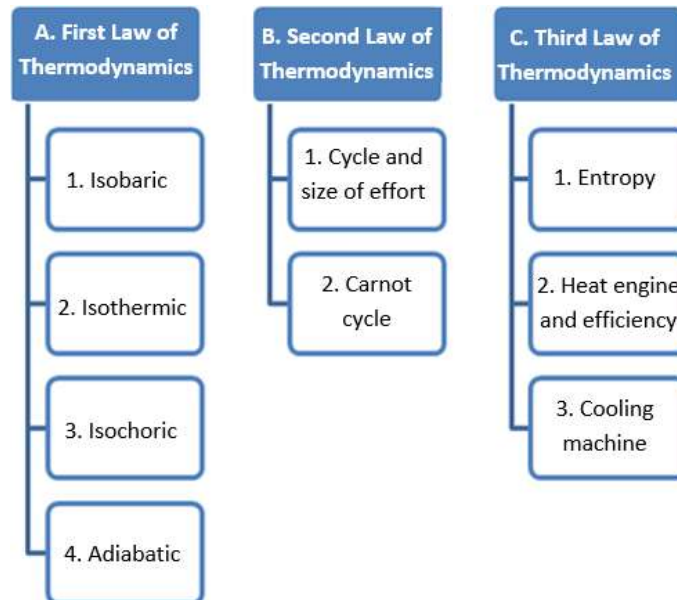 A. First Law of
Thermodynamics
1. Isobaric
2. Isothermic
3. Isochoric
4. Adiabatic
B. Second Law of
Thermodynamics
1. Cycle and
size of effort
2. Carnot
cycle
C. Third Law of
Thermodynamics
1. Entropy
2. Heat engine
and efficiency
3. Cooling
machine